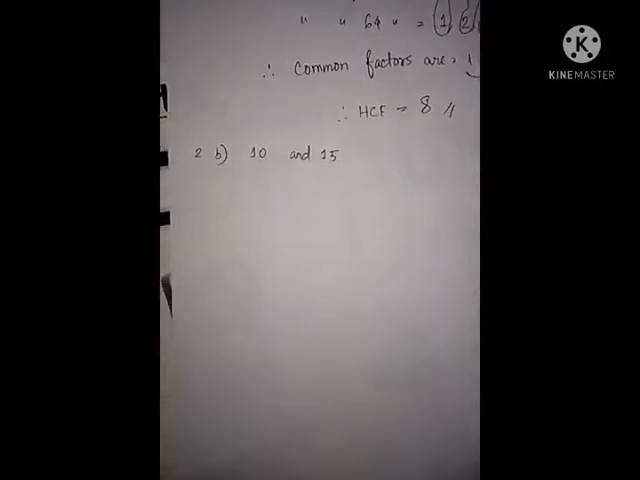 " " 64 " = 1, 2,
∴ Common factors are = 1
∴ HCF = 8 //
2 b) 10 and 15
KINEMASTER